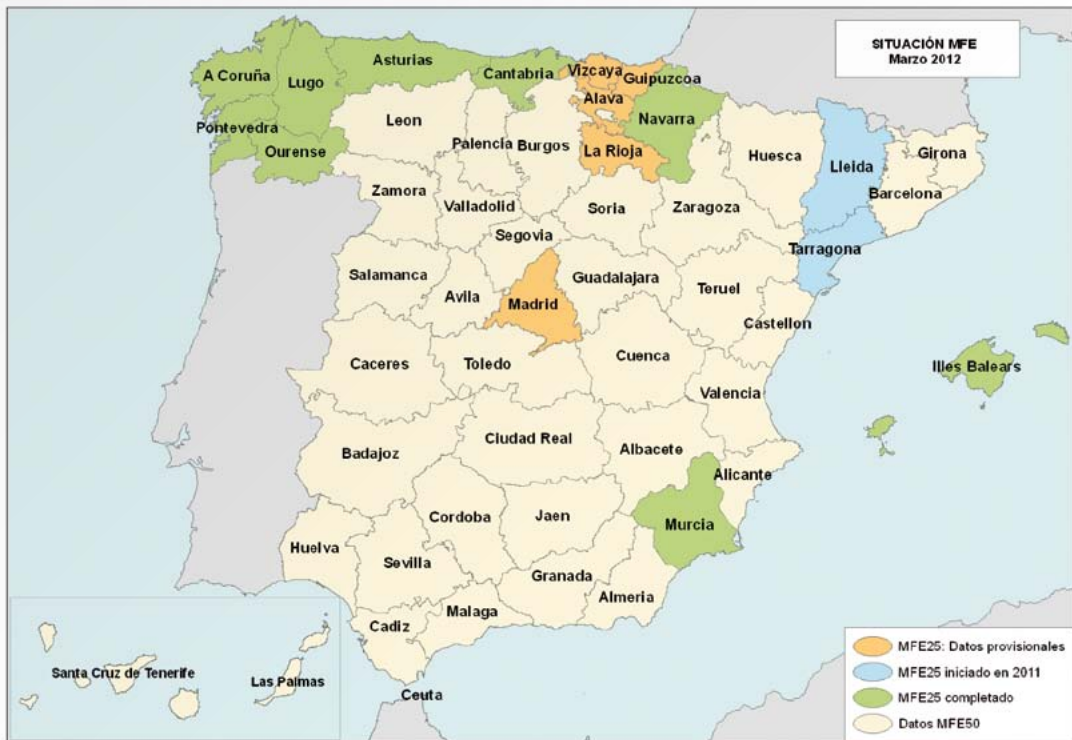 SITUACIÓN MFE
Marzo 2012
A Coruña
Lugo
Asturias
Cantabria
Vizcaya
Guipuzcoa
Alava
Navarra
Pontevedra
Ourense
Leon
Palencia
Burgos
La Rioja
Huesca
Lleida
Girona
Barcelona
Zamora
Valladolid
Soria
Zaragoza
Tarragona
Segovia
Salamanca
Avila
Madrid
Guadalajara
Teruel
Castellon
Caceres
Toledo
Cuenca
Valencia
Illes Balears
Badajoz
Ciudad Real
Albacete
Alicante
Murcia
Huelva
Sevilla
Cordoba
Jaen
Granada
Almeria
Malaga
Cadiz
Ceuta
Santa Cruz de Tenerife
Las Palmas
MFE25: Datos provisionales
MFE25 iniciado en 2011
MFE25 completado
Datos MFE50